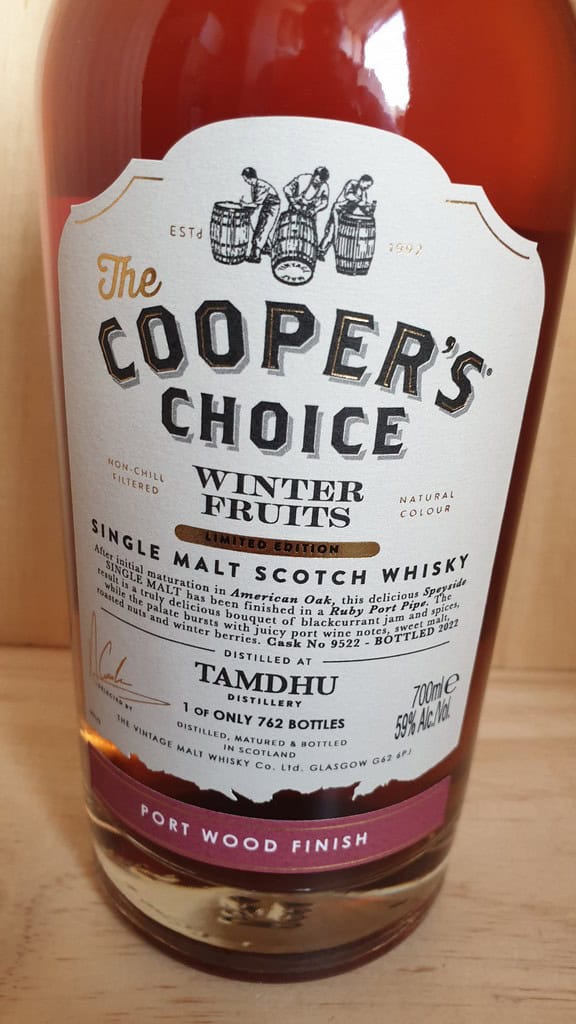 ESTd 1992
The
COOPER'S
CHOICE
NON-CHILL
FILTERED
WINTER
FRUITS
NATURAL
COLOUR
LIMITED EDITION
SINGLE MALT SCOTCH WHISKY
After initial maturation in American Oak, this delicious Speyside
SINGLE MALT has been finished in a Ruby Port Pipe. The
result is a truly delicious bouquet of blackcurrant jam and spices,
while the palate bursts with juicy port wine notes, sweet malt,
roasted nuts and winter berries. Cask No 9522 - BOTTLED 2022
DISTILLED AT
TAMDHU
DISTILLERY
SELECTED BY
1 OF ONLY 762 BOTTLES
700ml e
59% Alc./Vol.
DISTILLED, MATURED & BOTTLED
IN SCOTLAND
THE VINTAGE MALT WHISKY Co. Ltd. GLASGOW G62 6PJ
PORT WOOD FINISH